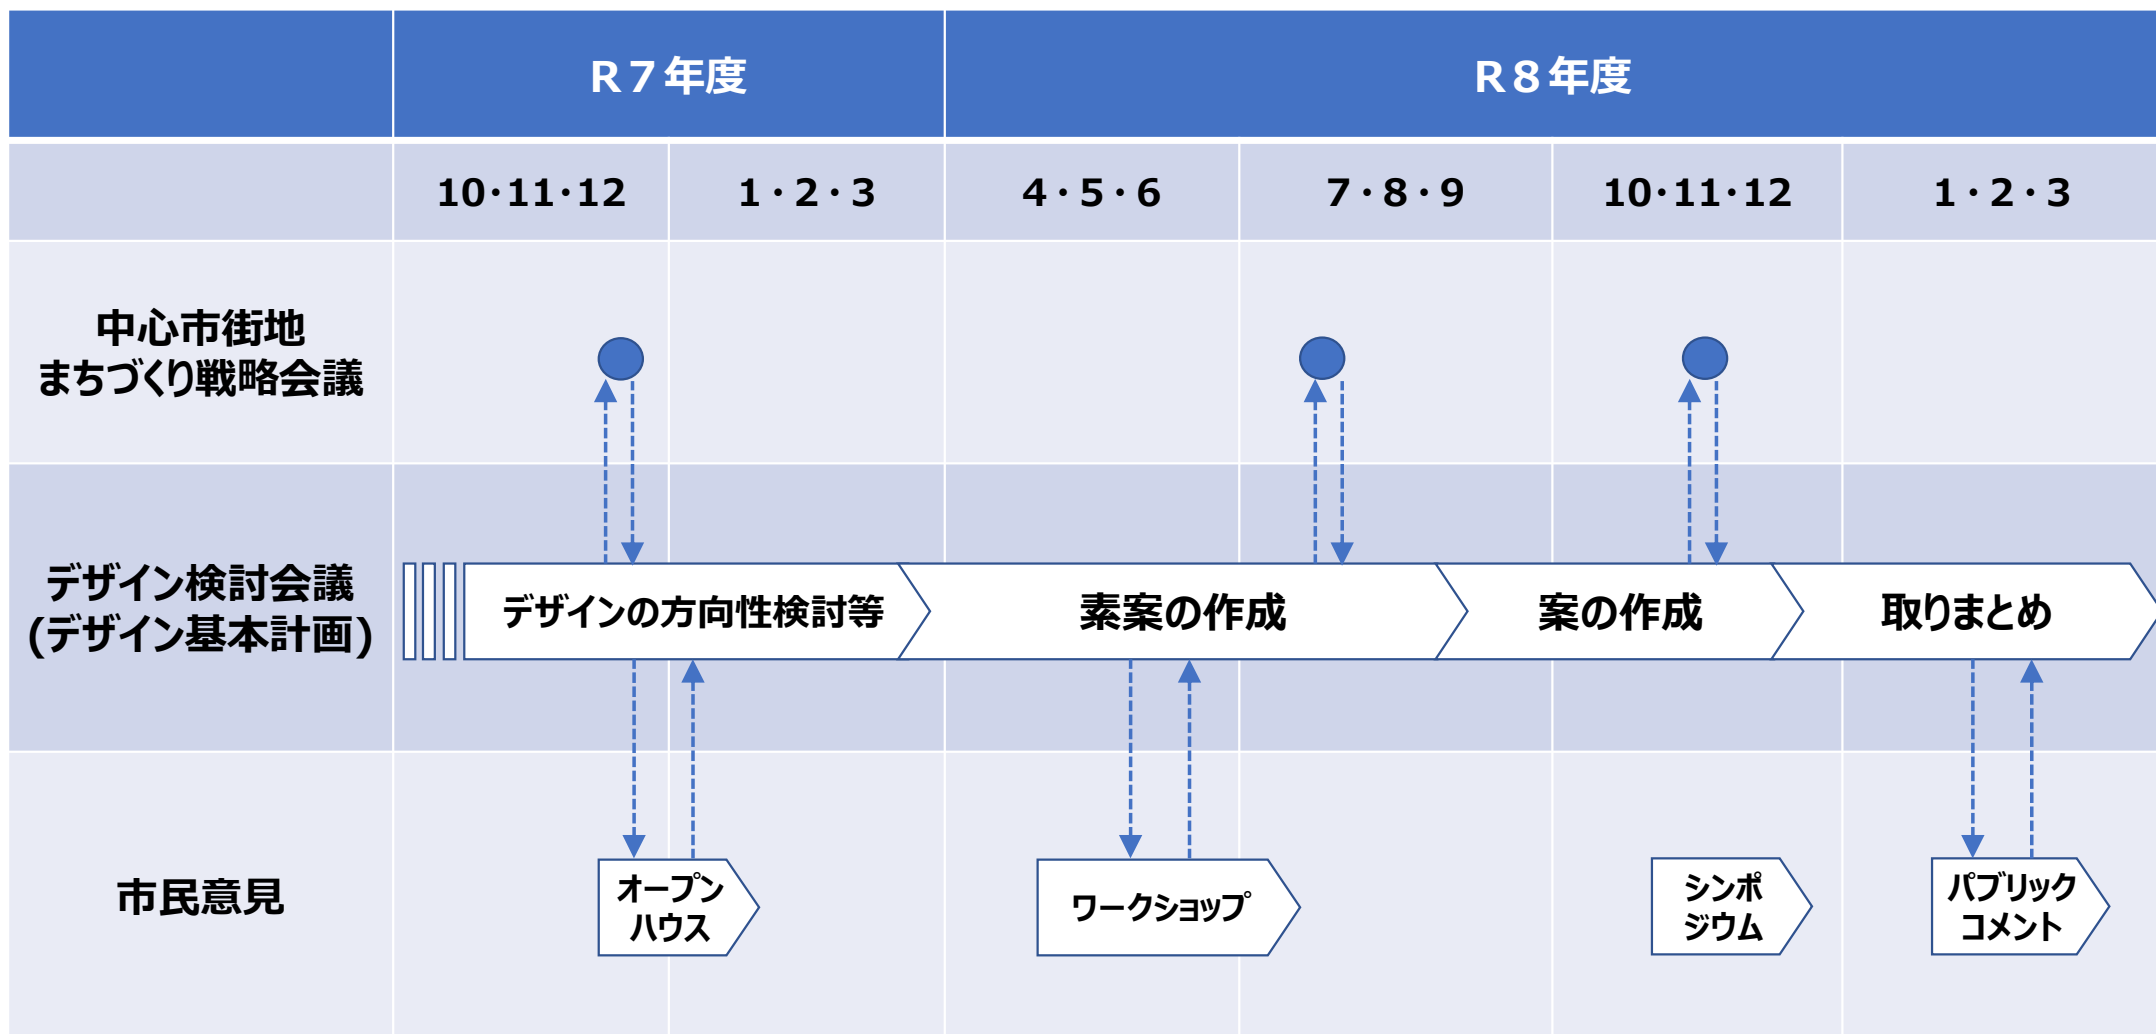 R7年度
R8年度
10・11・12
1・2・3
4・5・6
7・8・9
10・11・12
1・2・3
中心市街地
まちづくり戦略会議
デザイン検討会議
(デザイン基本計画)
デザインの方向性検討等
素案の作成
案の作成
取りまとめ
市民意見
オープン
ハウス
ワークショップ
シンポ
ジウム
パブリック
コメント